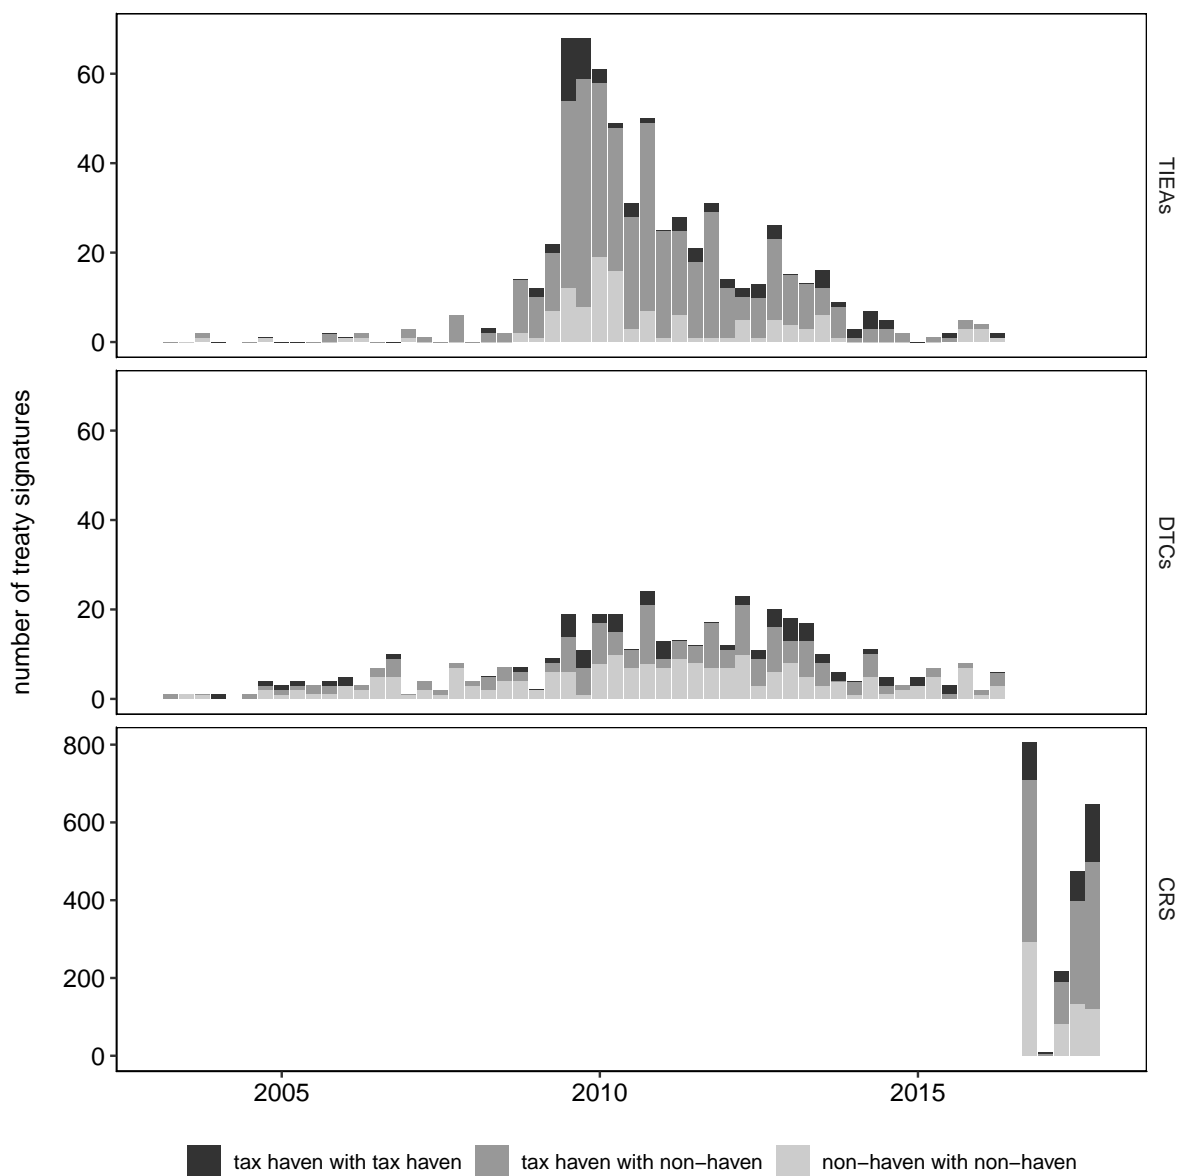 number of treaty signatures
60
40
20
0
TIEAs
60
40
20
0
DTCs
800
600
400
200
0
CRS
2005 2010 2015
tax haven with tax haven tax haven with non−haven non−haven with non−haven